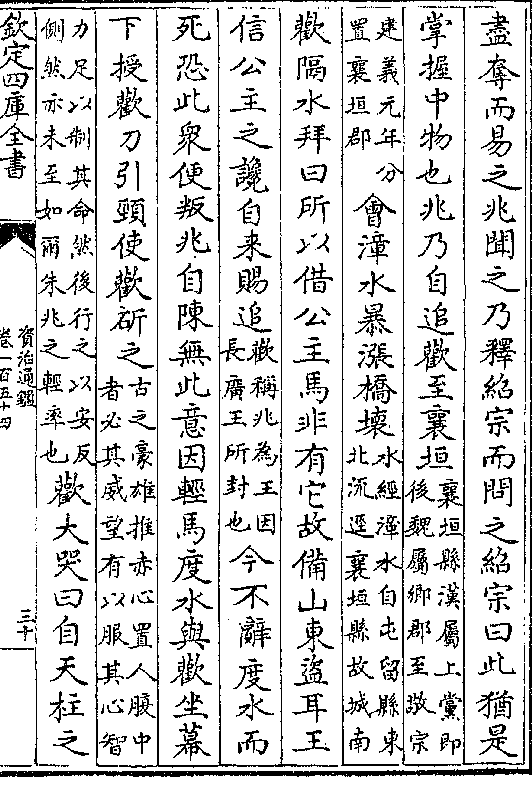 盡奪而易之兆聞之乃釋紹宗而問之紹宗曰此猶是
掌握中物也兆乃自追歡至襄垣襄垣縣漢屬上黨郎後魏屬鄉郡至敬宗
建義元年分置襄垣郡會漳水暴漲橋壞水經漳水自屯留縣東北流逕襄垣縣故城南
歡隔水拜曰所以借公主馬非有它故備山東盜耳王
信公主之讒自来賜追歡稱兆為王因長廣王所封也今不辭度水而
死恐此衆便叛兆自陳無此意因輕馬度水與歡坐幕
下授歡刀引頸使歡斫之古之豪雄推赤心置人腹中者必其威望有以服其心智
力足以制其命然後行之以安反側然亦未至如爾朱兆之輕率也歡大哭曰自天柱之
欽定四庫全書
資治通鑑
卷一百五十四
三十